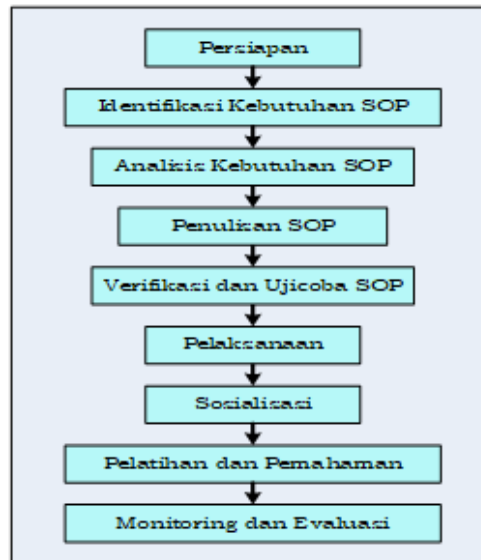 Persiapan
Identifikasi Kebutuhan SOP
Analisis Kebutuhan SOP
Penulisan SOP
Verifikasi dan Ujicoba SOP
Pelaksanaan
Sosialisasi
Pelatihan dan Pemahaman
Monitoring dan Evaluasi